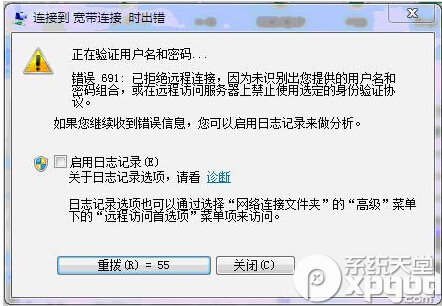 连接到 宽带连接 时出错
正在验证用户名和密码...
错误 691: 已拒绝远程连接，因为未识别出您提供的用户名和
密码组合，或在远程访问服务器上禁止使用选定的身份验证协
议。
如果您继续收到错误信息，您可以启用日志记录来做分析。
启用日志记录(E)
关于日志记录选项，请看 诊断
日志记录选项也可以通过选择“网络连接文件夹”的“高级”菜单
下的“远程访问首选项”菜单项来访问。
重拨(R) = 55 关闭(C)
系统天堂